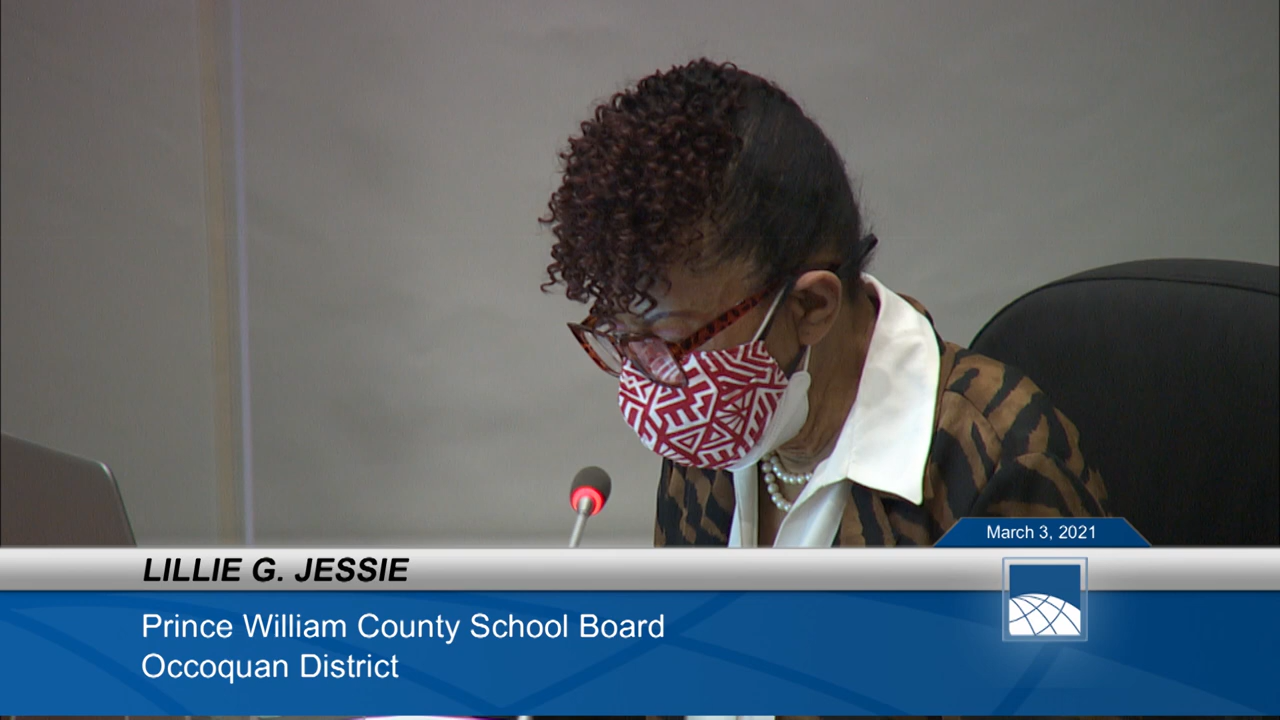 March 3, 2021
LILLIE G. JESSIE
Prince William County School Board
Occoquan District